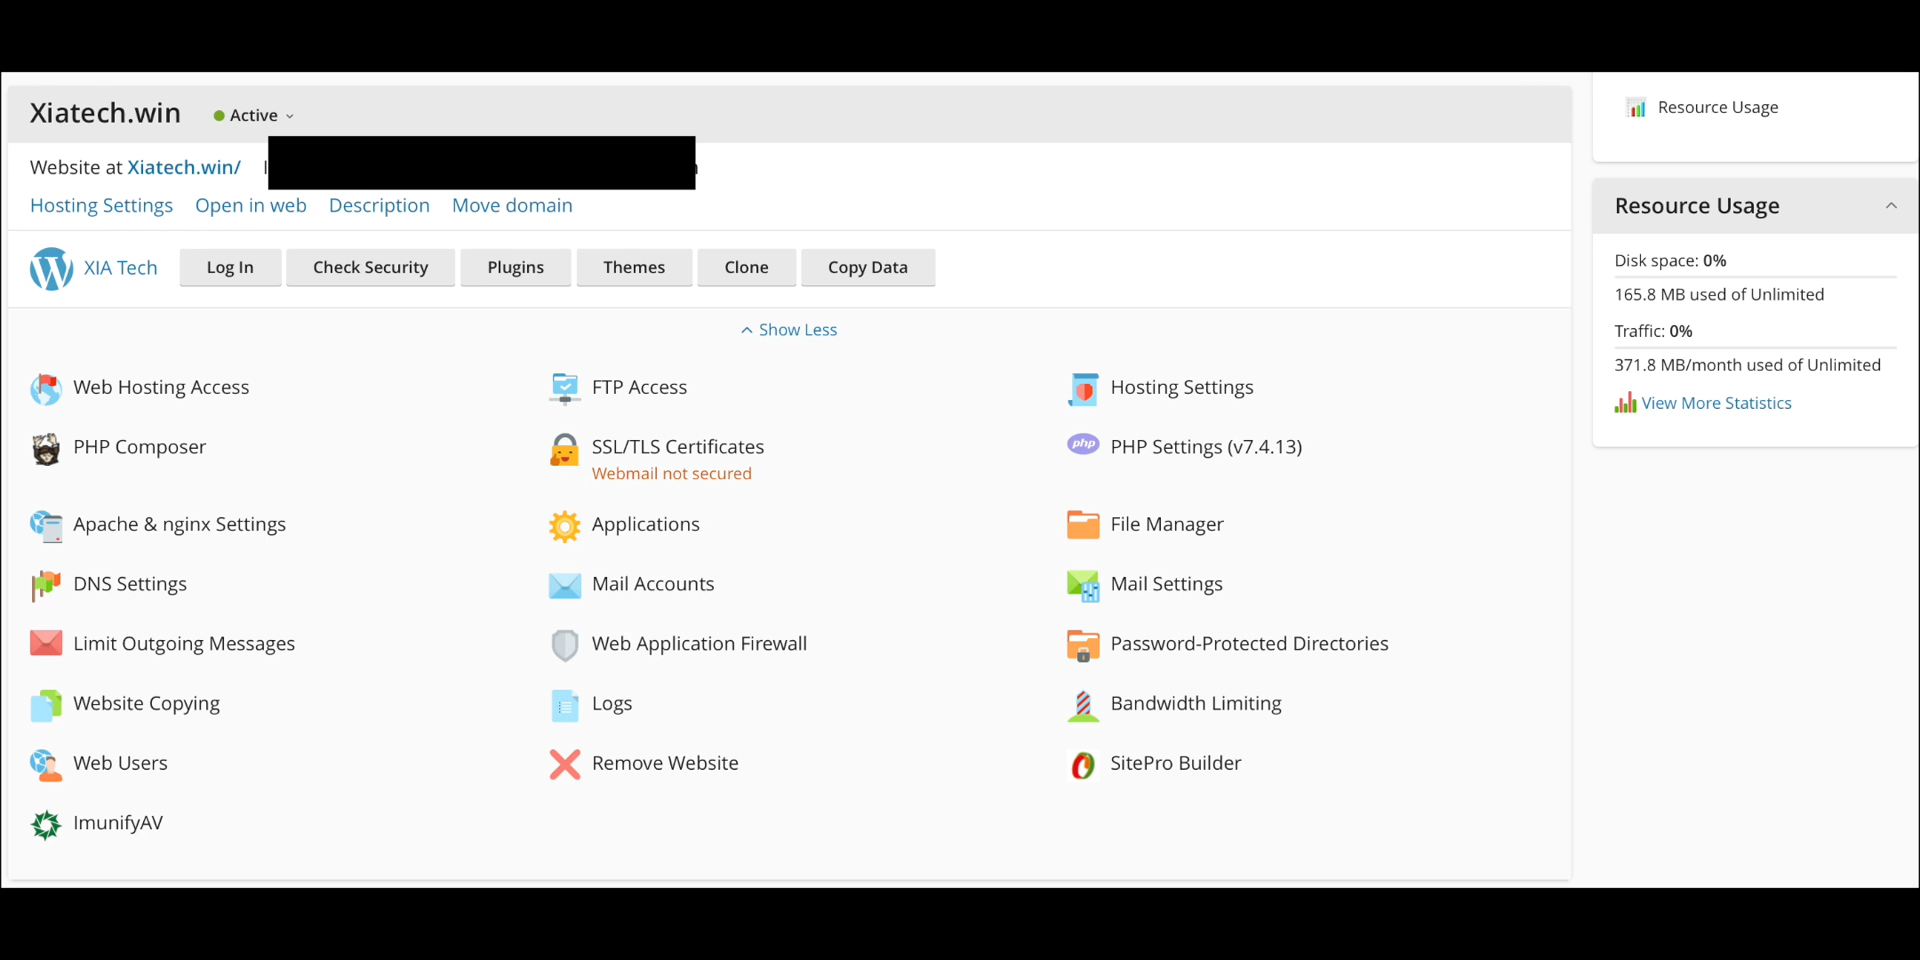 Xiatech.win Active
Website at Xiatech.win/
Hosting Settings Open in web Description Move domain
XIA Tech Log In Check Security Plugins Themes Clone Copy Data
Show Less
Web Hosting Access FTP Access Hosting Settings
PHP Composer SSL/TLS Certificates PHP Settings (v7.4.13)
Webmail not secured
Apache & nginx Settings Applications File Manager
DNS Settings Mail Accounts Mail Settings
Limit Outgoing Messages Web Application Firewall Password-Protected Directories
Website Copying Logs Bandwidth Limiting
Web Users Remove Website SitePro Builder
ImunifyAV
Resource Usage
Resource Usage
Disk space: 0%
165.8 MB used of Unlimited
Traffic: 0%
371.8 MB/month used of Unlimited
View More Statistics